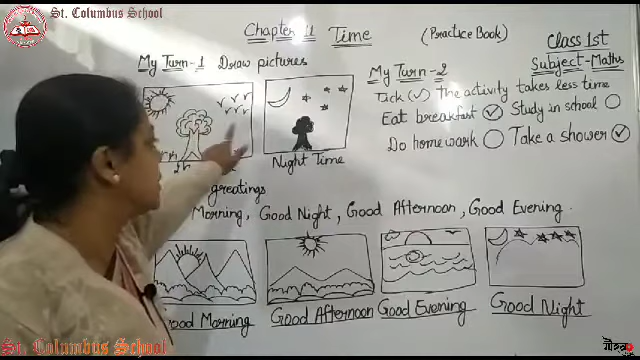 St. Columbus School
Chapter 11 Time
(Practice Book)
Class 1st
Subject-Maths
My Turn-1 Draw pictures
Night Time
My Turn-2
Tick (✓) The activity takes less time
Eat breakfast ✓ Study in school
Do homework Take a shower ✓
greatings
Morning, Good Night, Good Afternoon, Good Evening.
Good Morning
Good Afternoon
Good Evening
Good Night
St. Columbus School